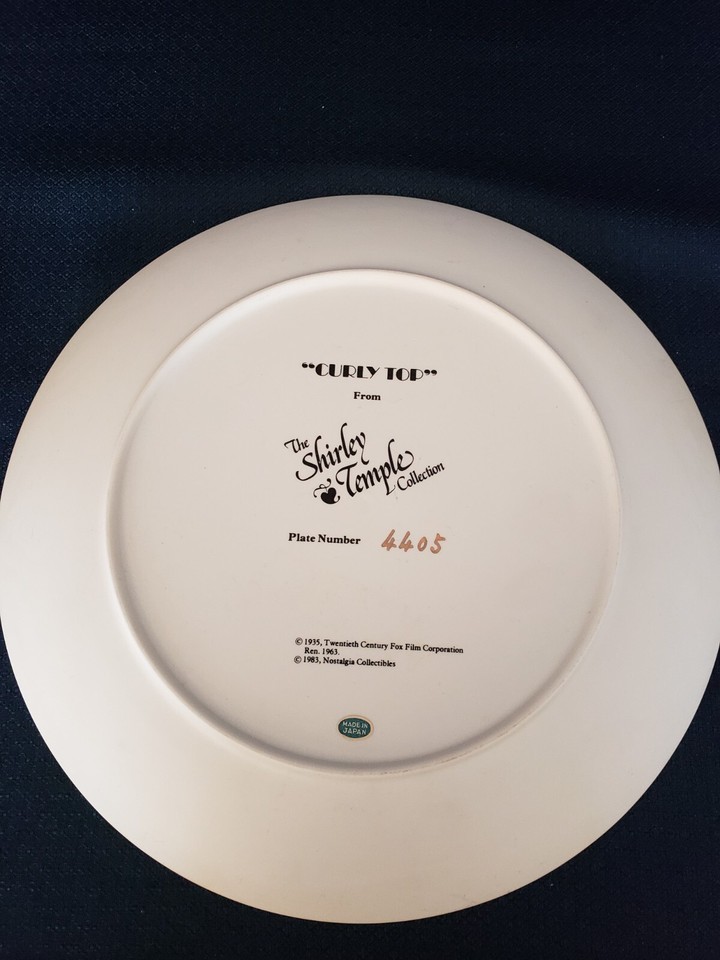 “CURLY TOP”
From
The
Shirley
Temple
Collection
Plate Number 4405
© 1935, Twentieth Century Fox Film Corporation
Ren. 1963.
© 1983, Nostalgia Collectibles
MADE IN
JAPAN